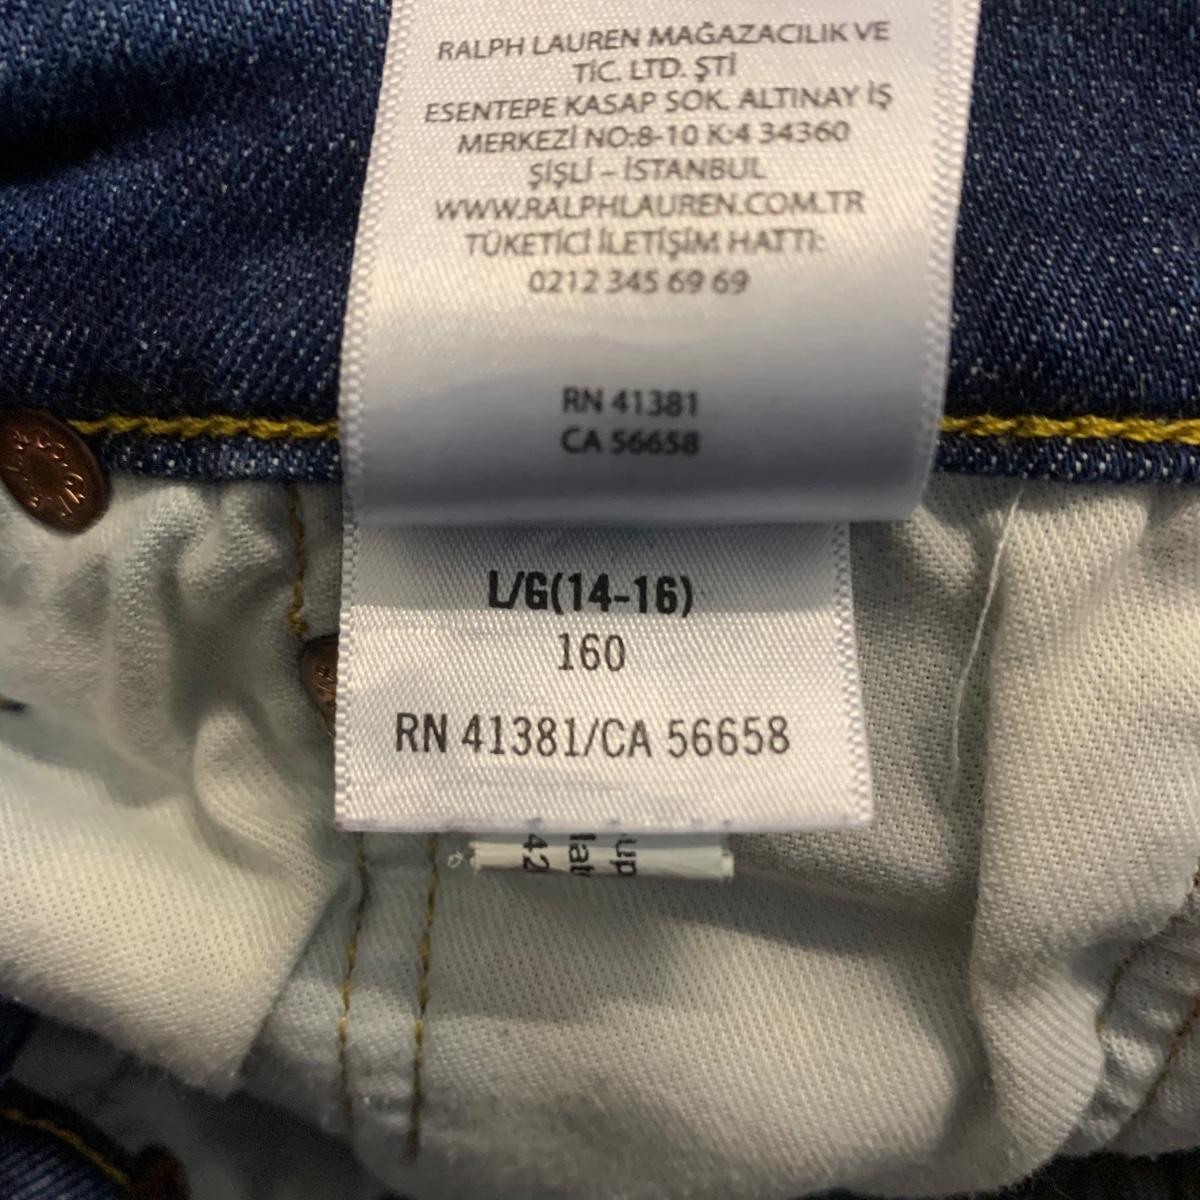 RALPH LAUREN MAĞAZACILIK VE
TİC. LTD. ŞTİ
ESENTEPE KASAP SOK. ALTINAY İŞ
MERKEZİ NO:8-10 K:4 34360
ŞİŞLİ – İSTANBUL
WWW.RALPHLAUREN.COM.TR
TÜKETİCİ İLETİŞİM HATTI:
0212 345 69 69
RN 41381
CA 56658
L/G(14-16)
160
RN 41381/CA 56658